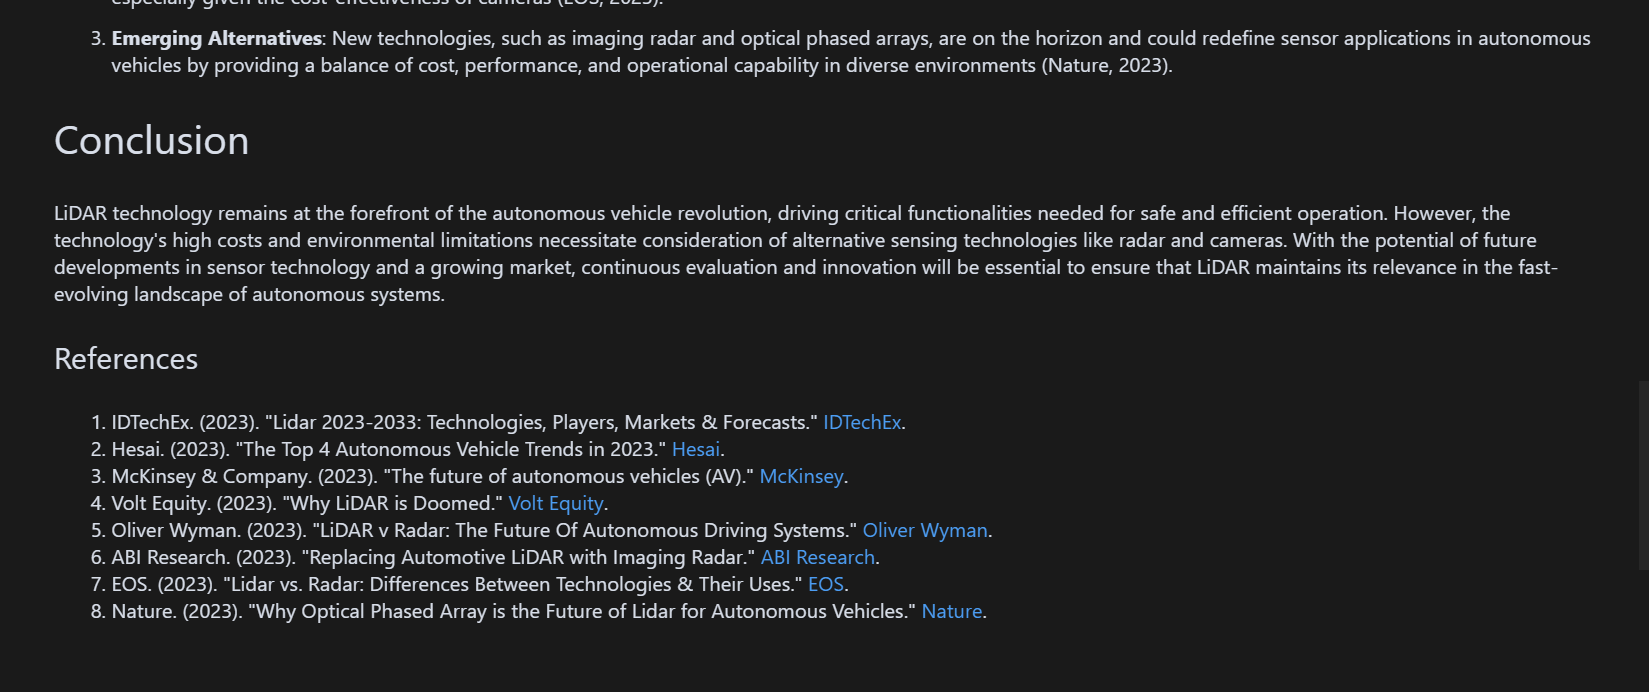 especially given the cost-effectiveness of cameras (EOS, 2023).
3. Emerging Alternatives: New technologies, such as imaging radar and optical phased arrays, are on the horizon and could redefine sensor applications in autonomous
vehicles by providing a balance of cost, performance, and operational capability in diverse environments (Nature, 2023).
Conclusion
LiDAR technology remains at the forefront of the autonomous vehicle revolution, driving critical functionalities needed for safe and efficient operation. However, the
technology's high costs and environmental limitations necessitate consideration of alternative sensing technologies like radar and cameras. With the potential of future
developments in sensor technology and a growing market, continuous evaluation and innovation will be essential to ensure that LiDAR maintains its relevance in the fast-
evolving landscape of autonomous systems.
References
1. IDTechEx. (2023). "Lidar 2023-2033: Technologies, Players, Markets & Forecasts." IDTechEx.
2. Hesai. (2023). "The Top 4 Autonomous Vehicle Trends in 2023." Hesai.
3. McKinsey & Company. (2023). "The future of autonomous vehicles (AV)." McKinsey.
4. Volt Equity. (2023). "Why LiDAR is Doomed." Volt Equity.
5. Oliver Wyman. (2023). "LiDAR v Radar: The Future Of Autonomous Driving Systems." Oliver Wyman.
6. ABI Research. (2023). "Replacing Automotive LiDAR with Imaging Radar." ABI Research.
7. EOS. (2023). "Lidar vs. Radar: Differences Between Technologies & Their Uses." EOS.
8. Nature. (2023). "Why Optical Phased Array is the Future of Lidar for Autonomous Vehicles." Nature.